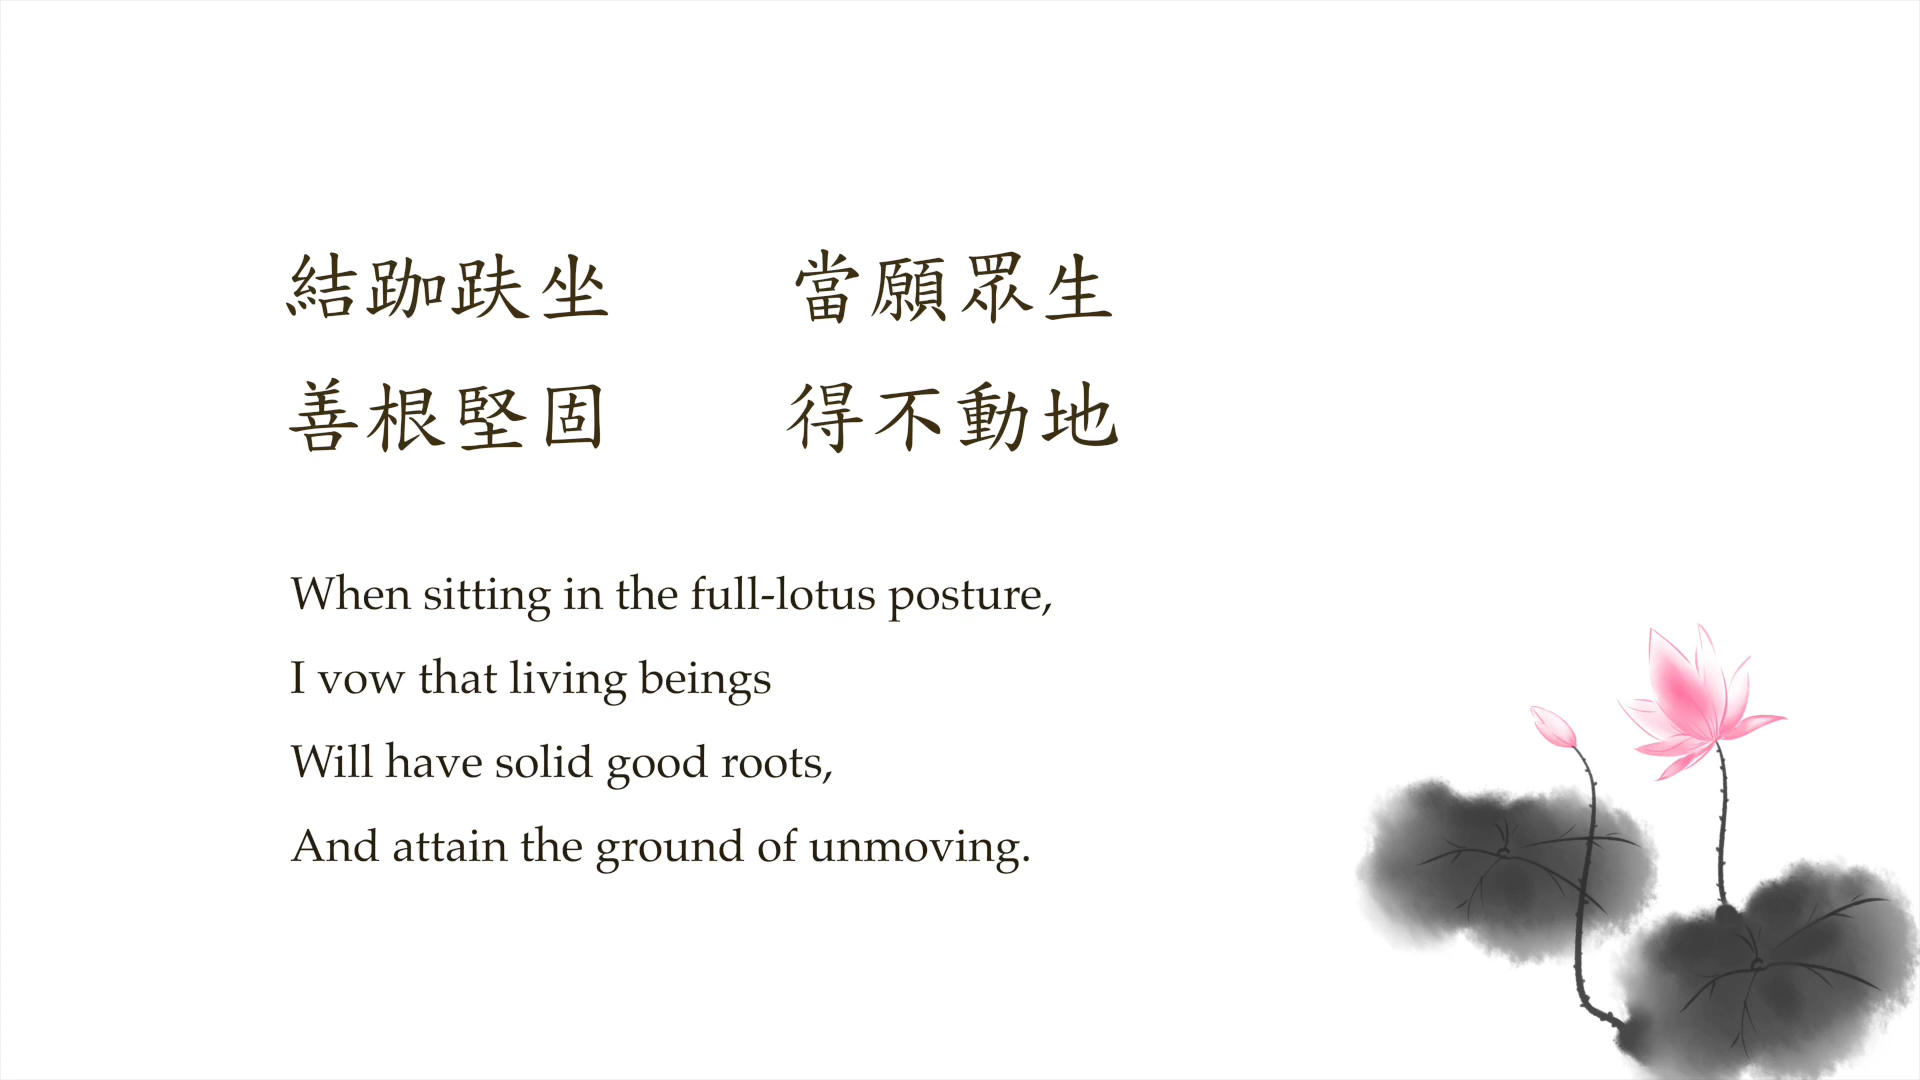 結跏趺坐 當願眾生
善根堅固 得不動地
When sitting in the full-lotus posture,
I vow that living beings
Will have solid good roots,
And attain the ground of unmoving.